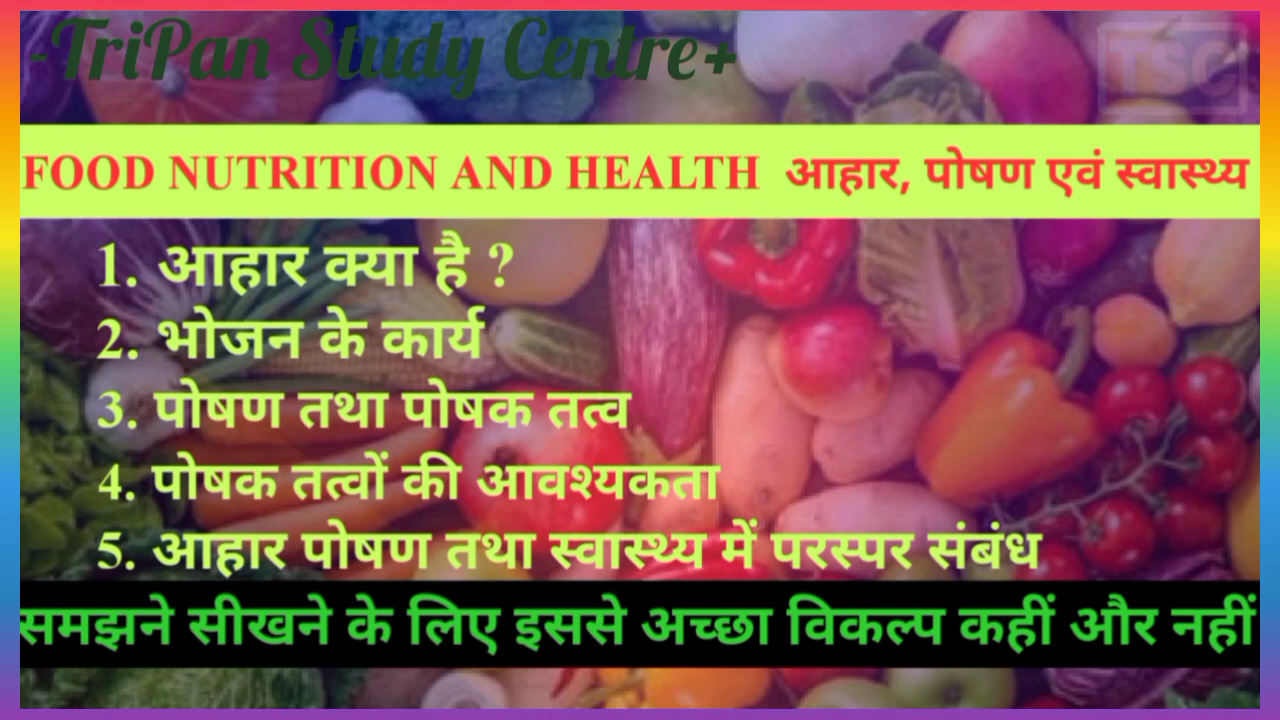 -TriPan Study Centre+
TSC
FOOD NUTRITION AND HEALTH आहार, पोषण एवं स्वास्थ्य
1. आहार क्या है ?
2. भोजन के कार्य
3. पोषण तथा पोषक तत्व
4. पोषक तत्वों की आवश्यकता
5. आहार पोषण तथा स्वास्थ्य में परस्पर संबंध
समझने सीखने के लिए इससे अच्छा विकल्प कहीं और नहीं